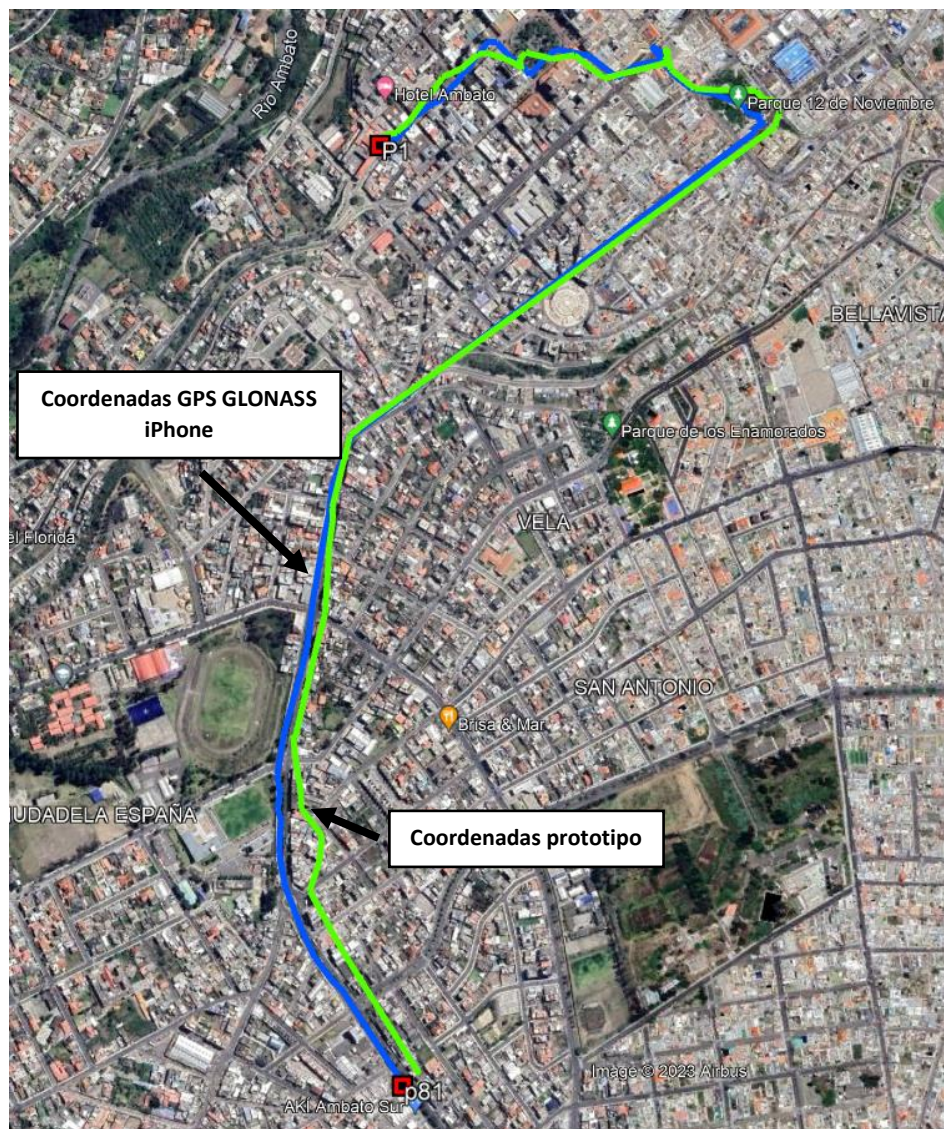 Río Ambato
Hotel Ambato
Parque 12 de Noviembre
P1
BELLAVISTA
Coordenadas GPS GLONASS
iPhone
Parque de los Enamorados
VELA
el Florida
SAN ANTONIO
Brisa & Mar
IUDADELA ESPAÑA
Coordenadas prototipo
Image © 2023 Airbus
p81
AKI Ambato Sur